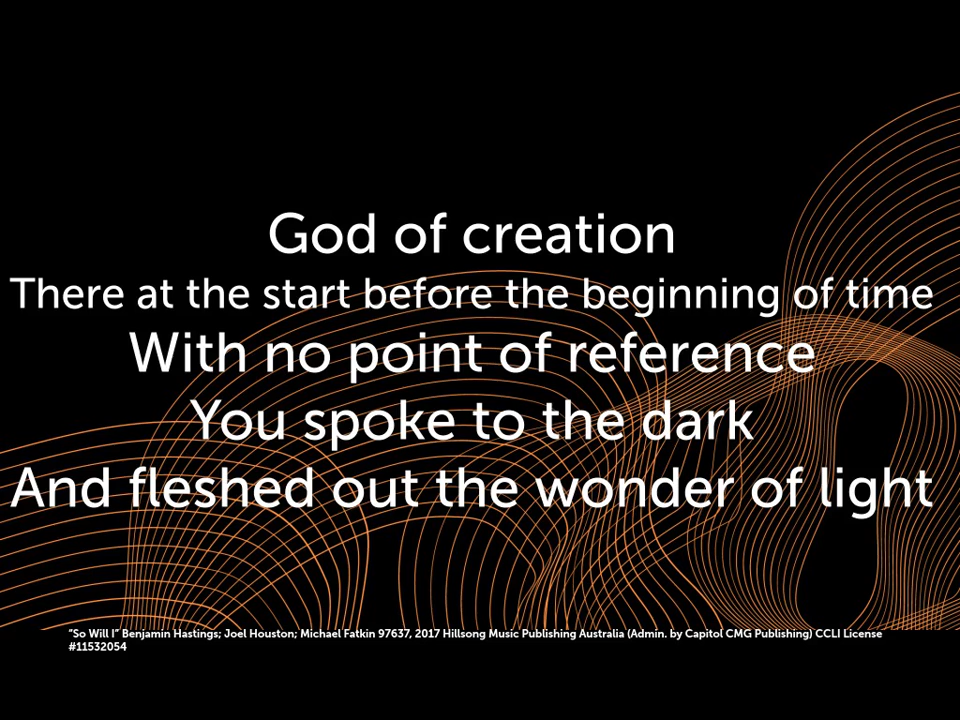 God of creation
There at the start before the beginning of time
With no point of reference
You spoke to the dark
And fleshed out the wonder of light
"So Will I" Benjamin Hastings; Joel Houston; Michael Fatkin 97637, 2017 Hillsong Music Publishing Australia (Admin. by Capitol CMG Publishing) CCLI License
#11532054